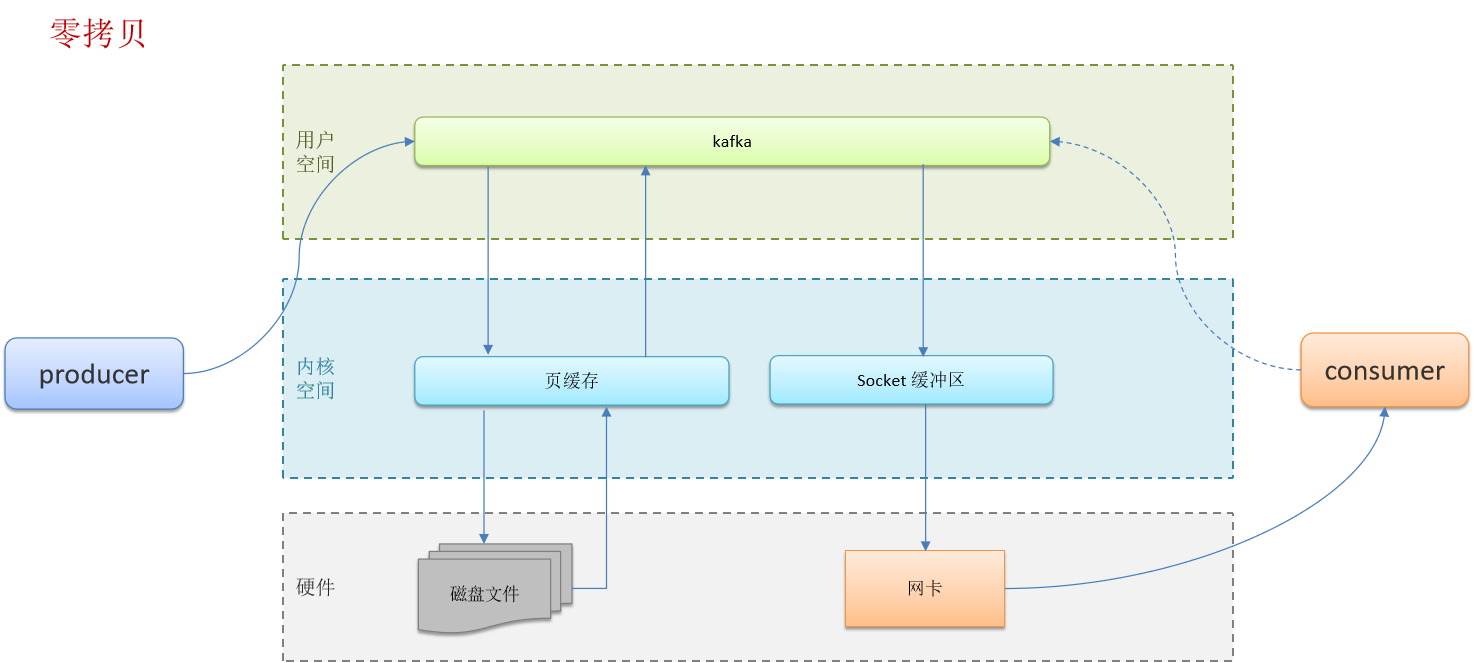 零拷贝
用户
空间
kafka
producer
内核
空间
页缓存
Socket 缓冲区
consumer
硬件
磁盘文件
网卡